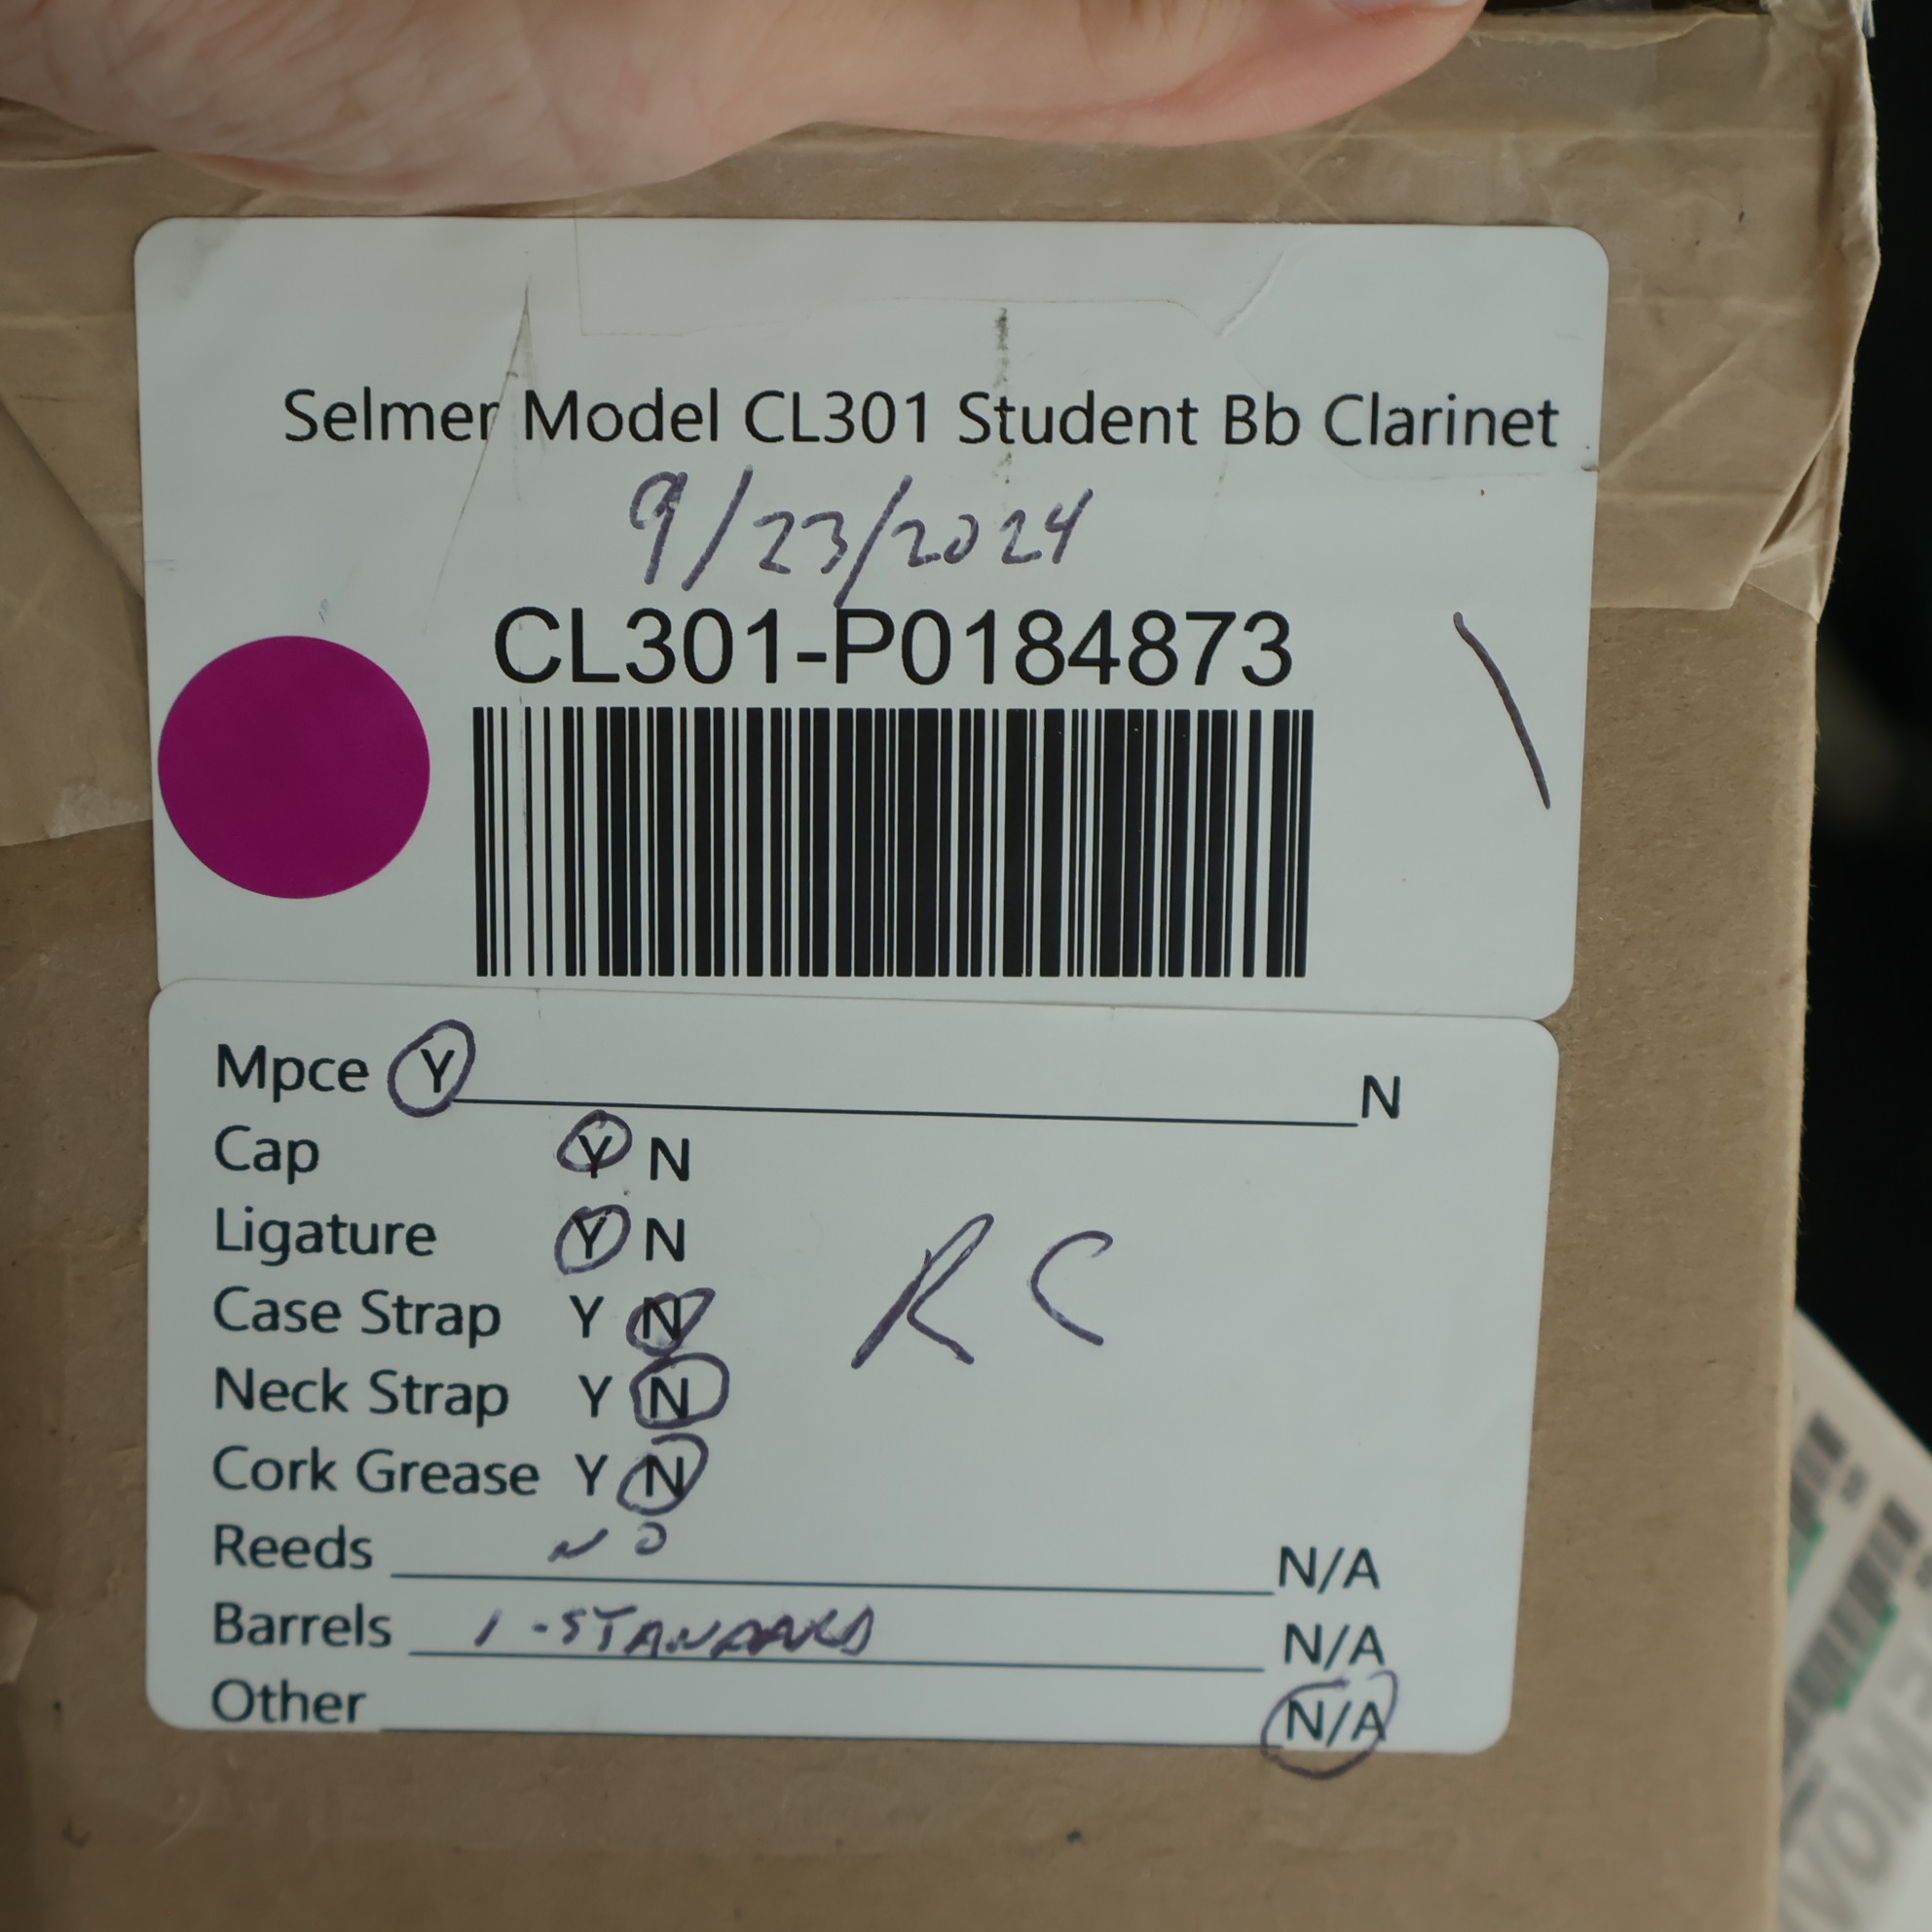 Selmer Model CL301 Student Bb Clarinet
9/23/2024
CL301-P0184873
Mpce Y N
Cap Y N
Ligature Y N
RC
Case Strap Y N
Neck Strap Y N
Cork Grease Y N
Reeds NO N/A
Barrels 1-STANDARD N/A
Other N/A